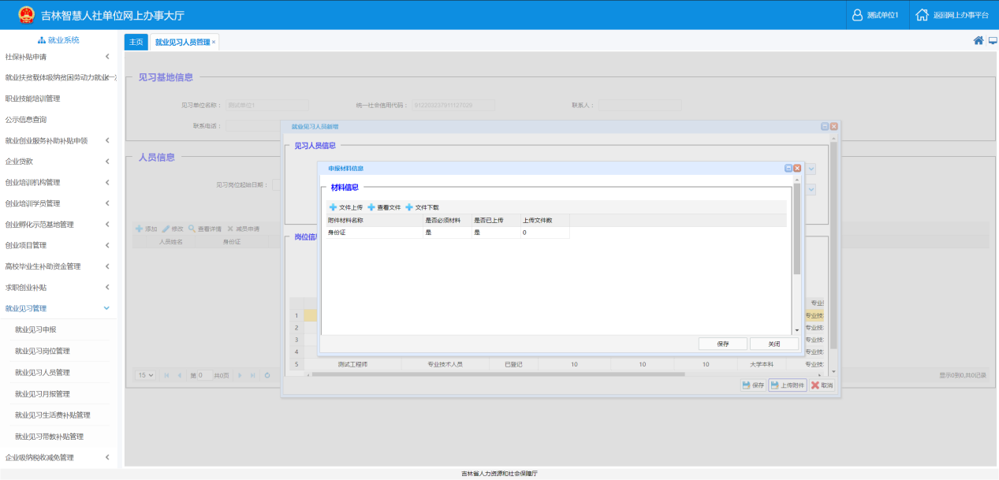 吉林智慧人社单位网上办事大厅
测试单位1
返回网上办事平台
就业系统
主页
就业见习人员管理
社保补贴申请
就业扶贫载体吸纳贫困劳动力就业一次
职业技能培训管理
公示信息查询
就业创业服务补助补贴申领
企业贷款
创业培训机构管理
创业培训学员管理
创业孵化示范基地管理
创业项目管理
高校毕业生补助资金管理
求职创业补贴
就业见习管理
就业见习申报
就业见习岗位管理
就业见习人员管理
就业见习月报管理
就业见习生活费补贴管理
就业见习带教补贴管理
企业吸纳税收减免管理
见习基地信息
见习单位名称：
测试单位1
统一社会信用代码：
联系人：
联系电话：
人员信息
见习岗位起始日期：
添加
修改
查看详情
减员申请
人员姓名
身份证
15
第 0
共0页
显示0到0,共0记录
就业见习人员新增
见习人员信息
岗位信息
申报材料信息
材料信息
文件上传
查看文件
文件下载
附件材料名称
是否必须材料
是否已上传
上传文件数
身份证
是
是
0
保存
关闭
专业
1
专业技
2
专业技
3
专业技
4
专业技
5
测试工程师
专业技术人员
已登记
10
10
10
大学本科
专业技
保存
上传附件
取消
吉林省人力资源和社会保障厅